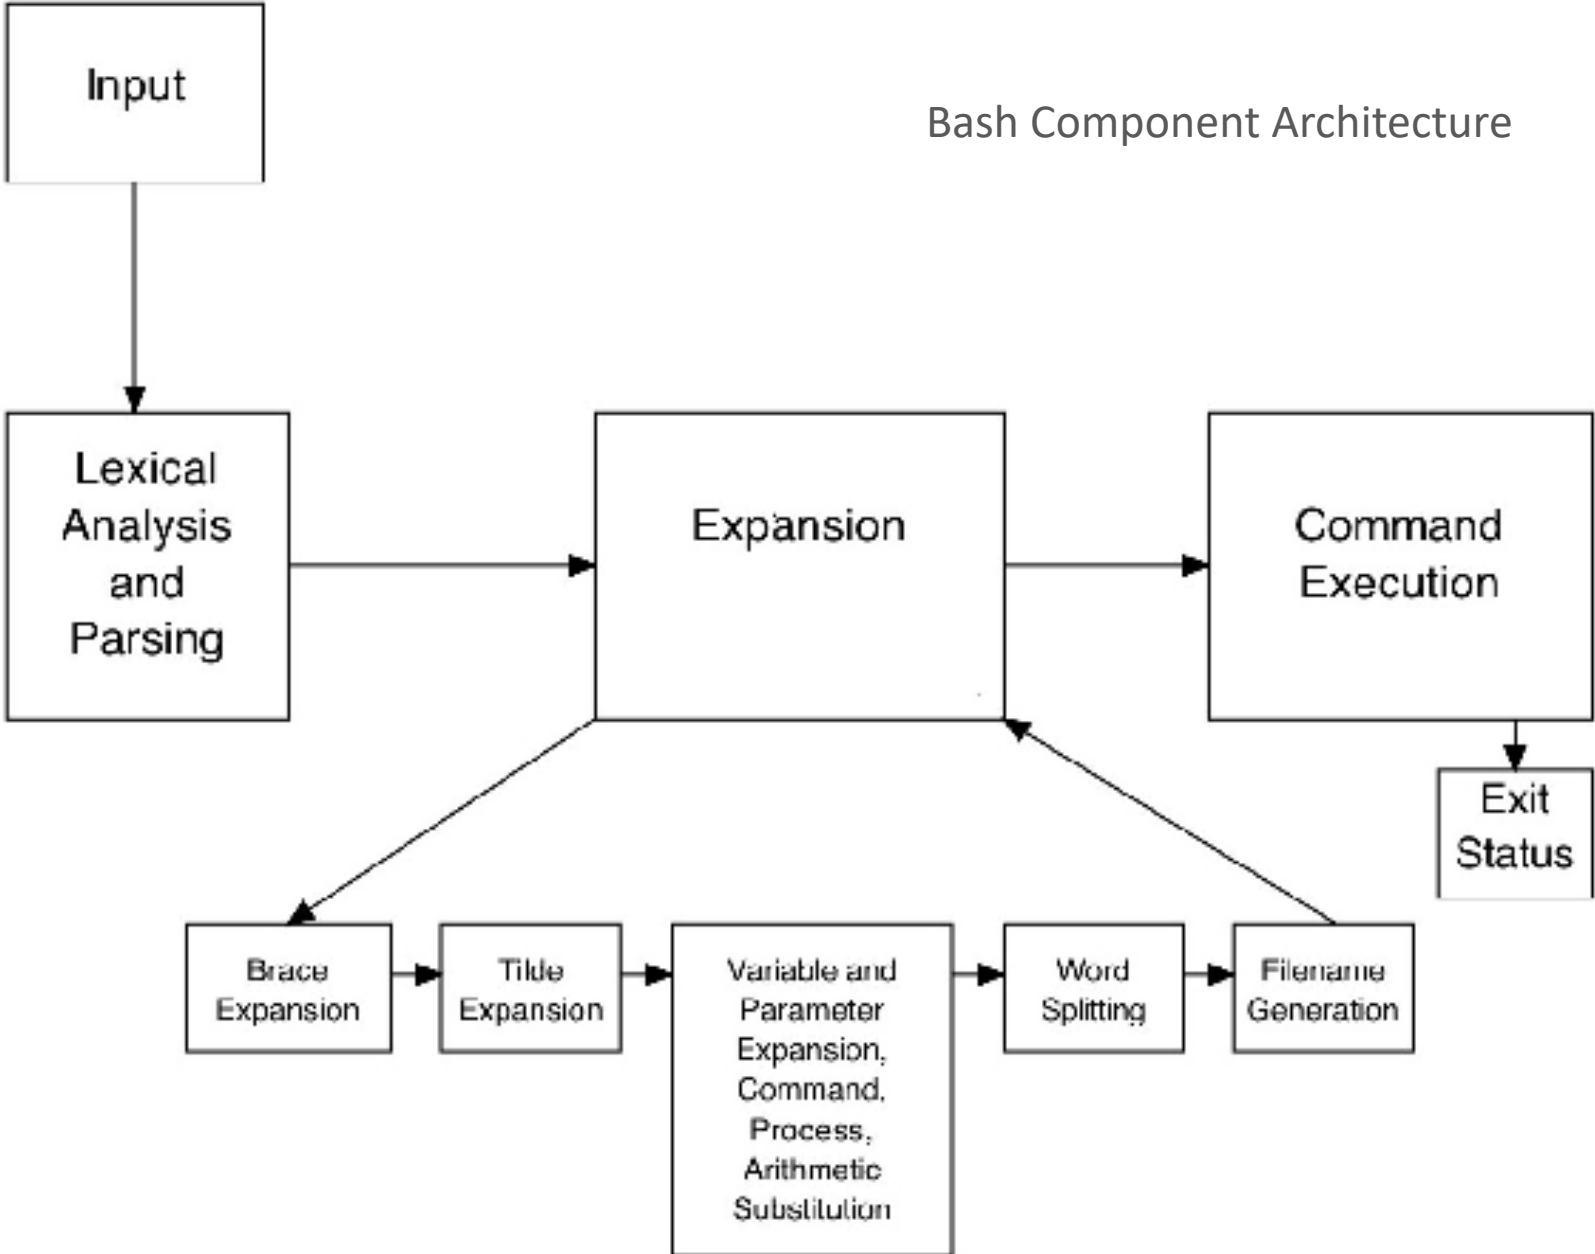 Input
Bash Component Architecture
Lexical
Analysis
and
Parsing
Expansion
Command
Execution
Exit
Status
Brace
Expansion
Tilde
Expansion
Variable and
Parameter
Expansion,
Command,
Process,
Arithmetic
Substitution
Word
Splitting
Filename
Generation